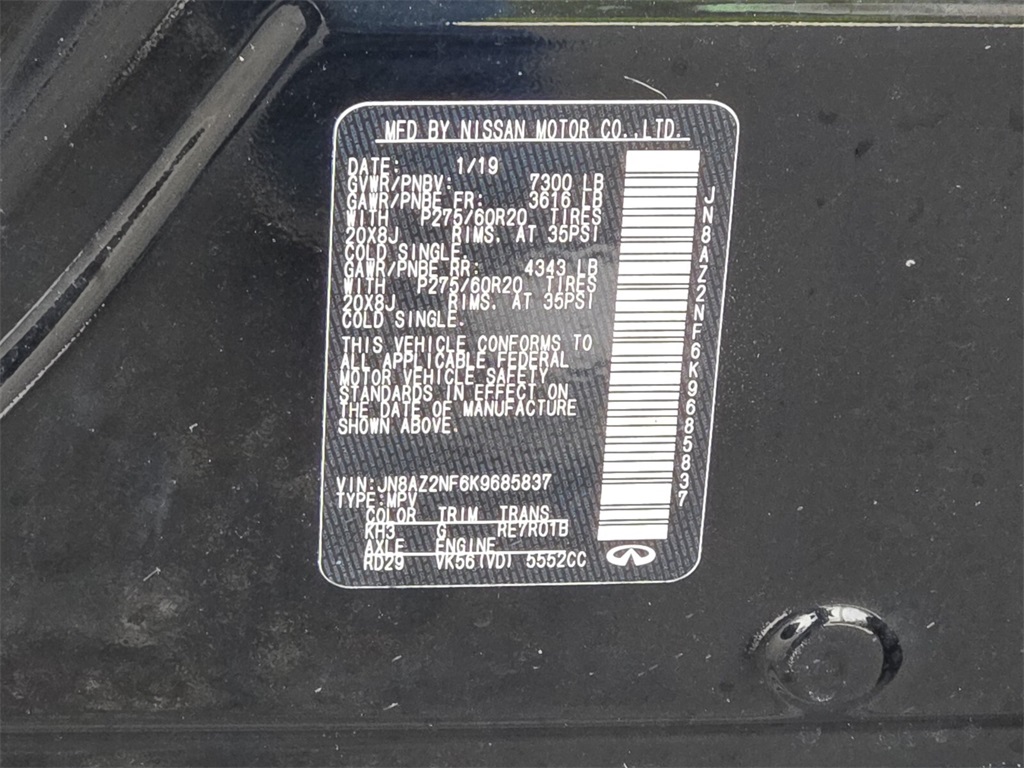 MFD BY NISSAN MOTOR CO.,LTD.
DATE: 1/19
GVWR/PNBV: 7300 LB
GAWR/PNBE FR: 3616 LB
WITH P275/60R20 TIRES
20X8J RIMS. AT 35PSI
COLD SINGLE.
GAWR/PNBE RR: 4343 LB
WITH P275/60R20 TIRES
20X8J RIMS. AT 35PSI
COLD SINGLE.
THIS VEHICLE CONFORMS TO
ALL APPLICABLE FEDERAL
MOTOR VEHICLE SAFETY
STANDARDS IN EFFECT ON
THE DATE OF MANUFACTURE
SHOWN ABOVE.
VIN:JN8AZ2NF6K9685837
TYPE:MPV
COLOR TRIM TRANS
KH3 G RE7R01B
AXLE ENGINE
RD29 VK56(VD) 5552CC
JN8AZ2NF6K9685837